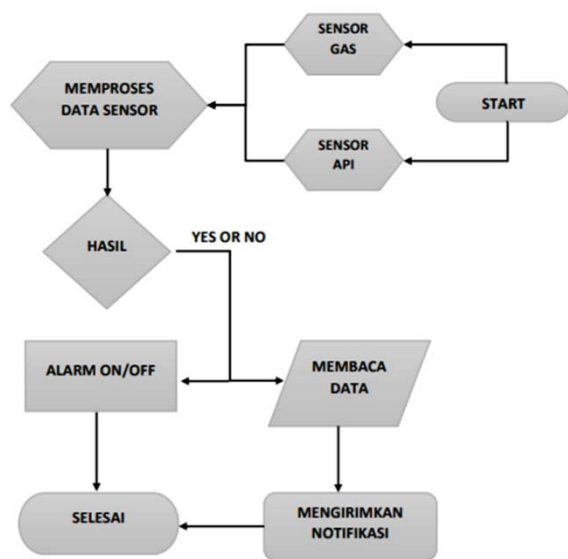 SENSOR
GAS
START
MEMPROSES
DATA SENSOR
SENSOR
API
HASIL
YES OR NO
ALARM ON/OFF
MEMBACA
DATA
SELESAI
MENGIRIMKAN
NOTIFIKASI